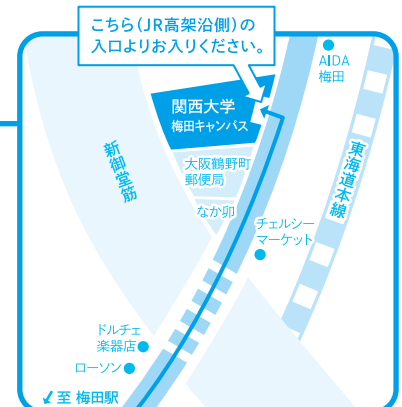 こちら(JR高架沿側)の
入口よりお入りください。
AIDA
梅田
関西大学
梅田キャンパス
新御堂筋
東海道本線
大阪鶴野町
郵便局
なか卯
チェルシー
マーケット
ドルチェ
楽器店
ローソン
至 梅田駅